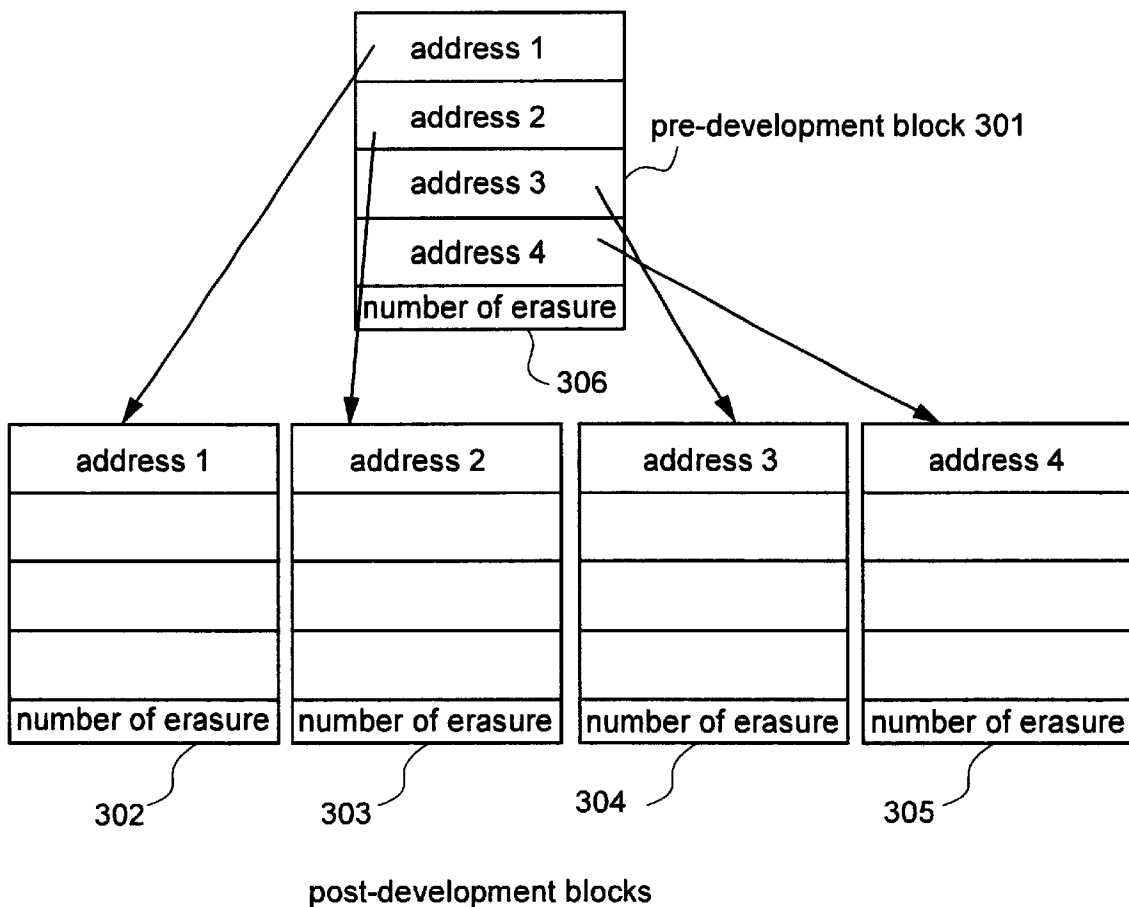 address 1
address 2
pre-development block 301
address 3
address 4
number of erasure
306
address 1
address 2
address 3
address 4
number of erasure
number of erasure
number of erasure
number of erasure
302
303
304
305
post-development blocks